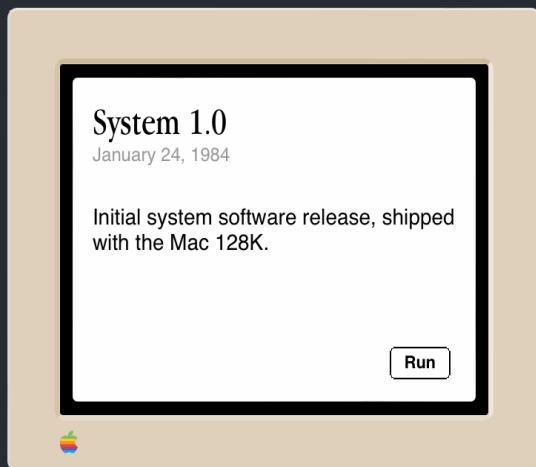 System 1.0
January 24, 1984
Initial system software release, shipped
with the Mac 128K.
Run